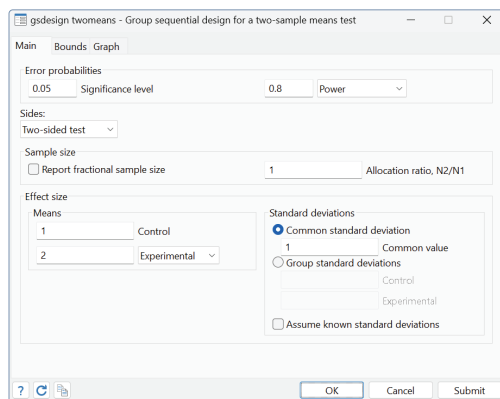 gsdesign twomeans - Group sequential design for a two-sample means test
Main Bounds Graph
Error probabilities
0.05 Significance level 0.8 Power
Sides:
Two-sided test
Sample size
Report fractional sample size 1 Allocation ratio, N2/N1
Effect size
Means
1 Control
2 Experimental
Standard deviations
Common standard deviation
1 Common value
Group standard deviations
Control
Experimental
Assume known standard deviations
? OK Cancel Submit